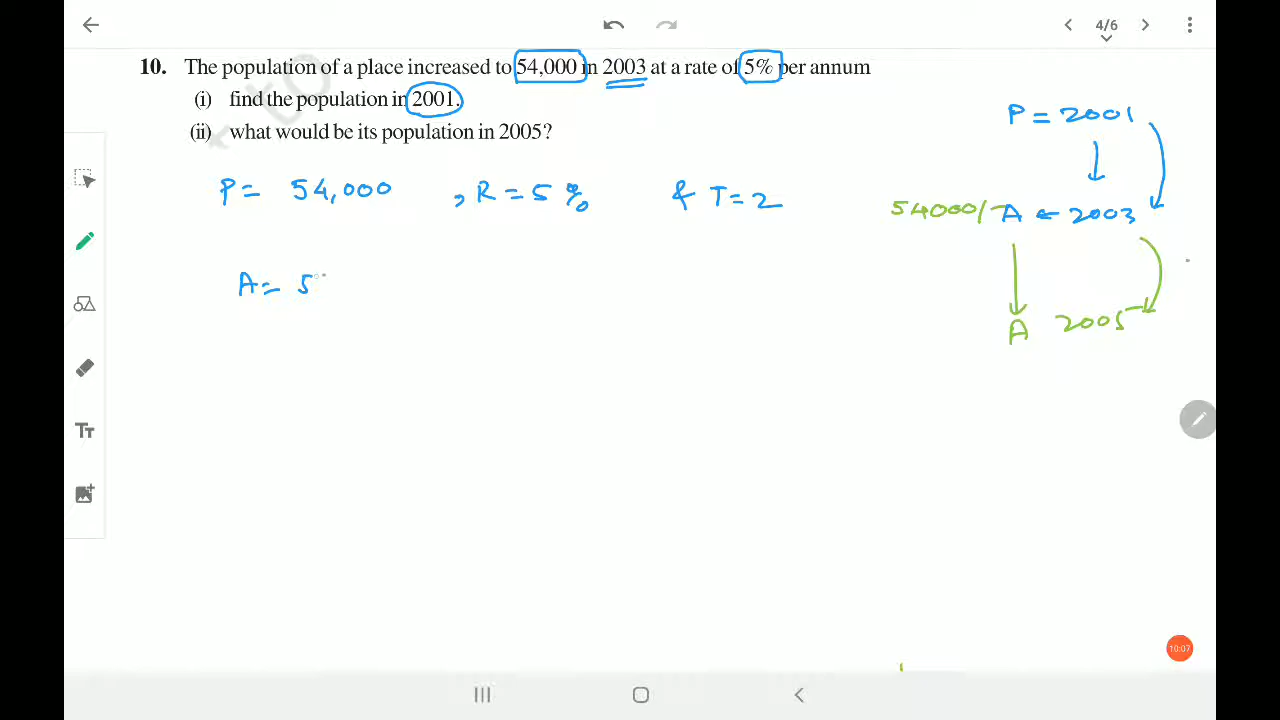 4/6
10. The population of a place increased to 54,000 in 2003 at a rate of 5% per annum
(i) find the population in 2001.
(ii) what would be its population in 2005?
P = 2001
P = 54,000 , R = 5 % & T = 2
54000/- A ← 2003
A = 5
A 2005
Tт
10:07